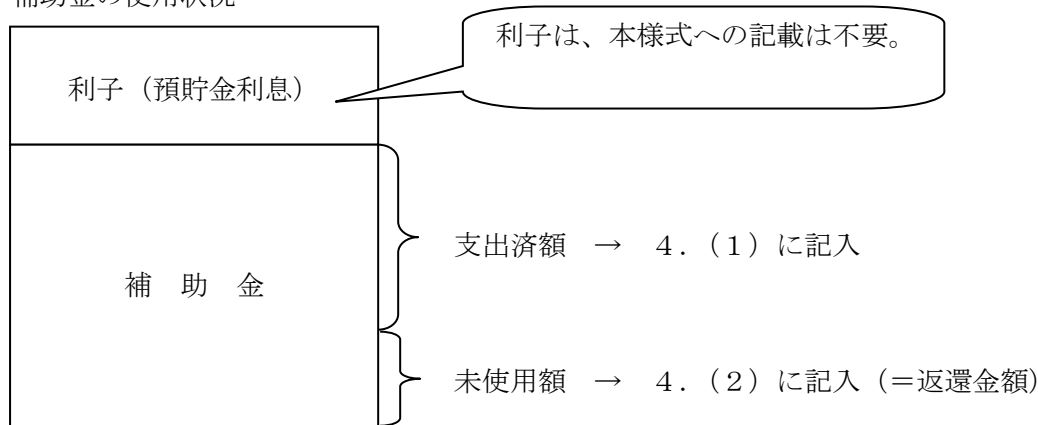 補助金の使用状況
利子は、本様式への記載は不要。
利子（預貯金利息）
支出済額　→　４．（１）に記入
補　助　金
未使用額　→　４．（２）に記入（＝返還金額）